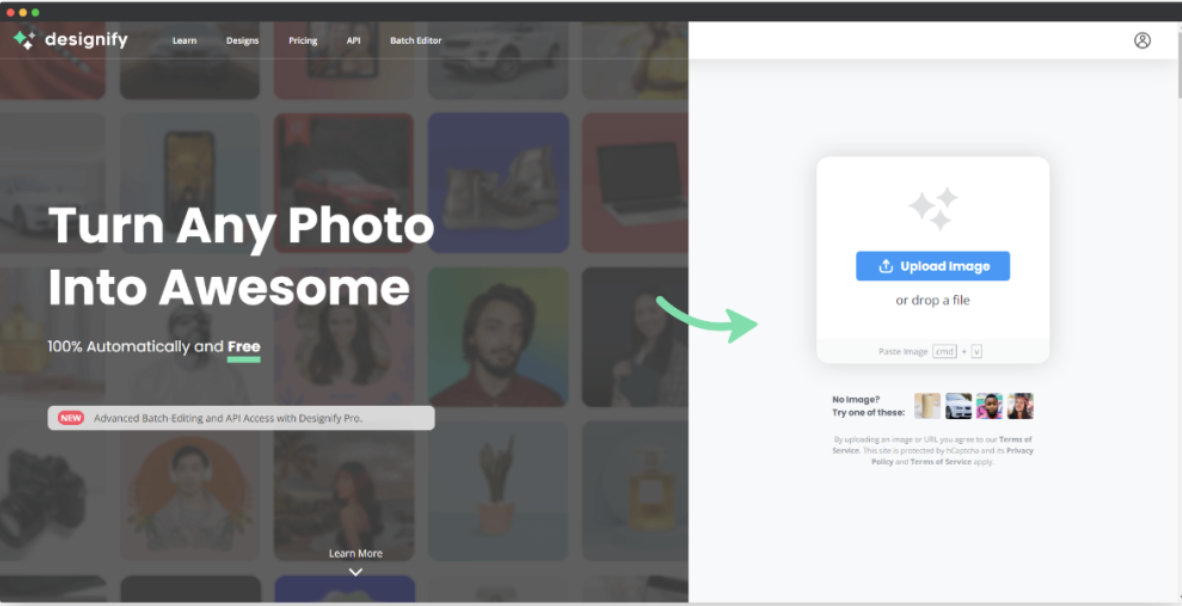 designify
Learn
Designs
Pricing
API
Batch Editor
Turn Any Photo
Into Awesome
100% Automatically and Free
NEW Advanced Batch-Editing and API Access with Designify Pro.
Learn More
Upload Image
or drop a file
Paste Image cmd + v
No Image?
Try one of these:
By uploading an image or URL you agree to our Terms of
Service. This site is protected by hCaptcha and its Privacy
Policy and Terms of Service apply.